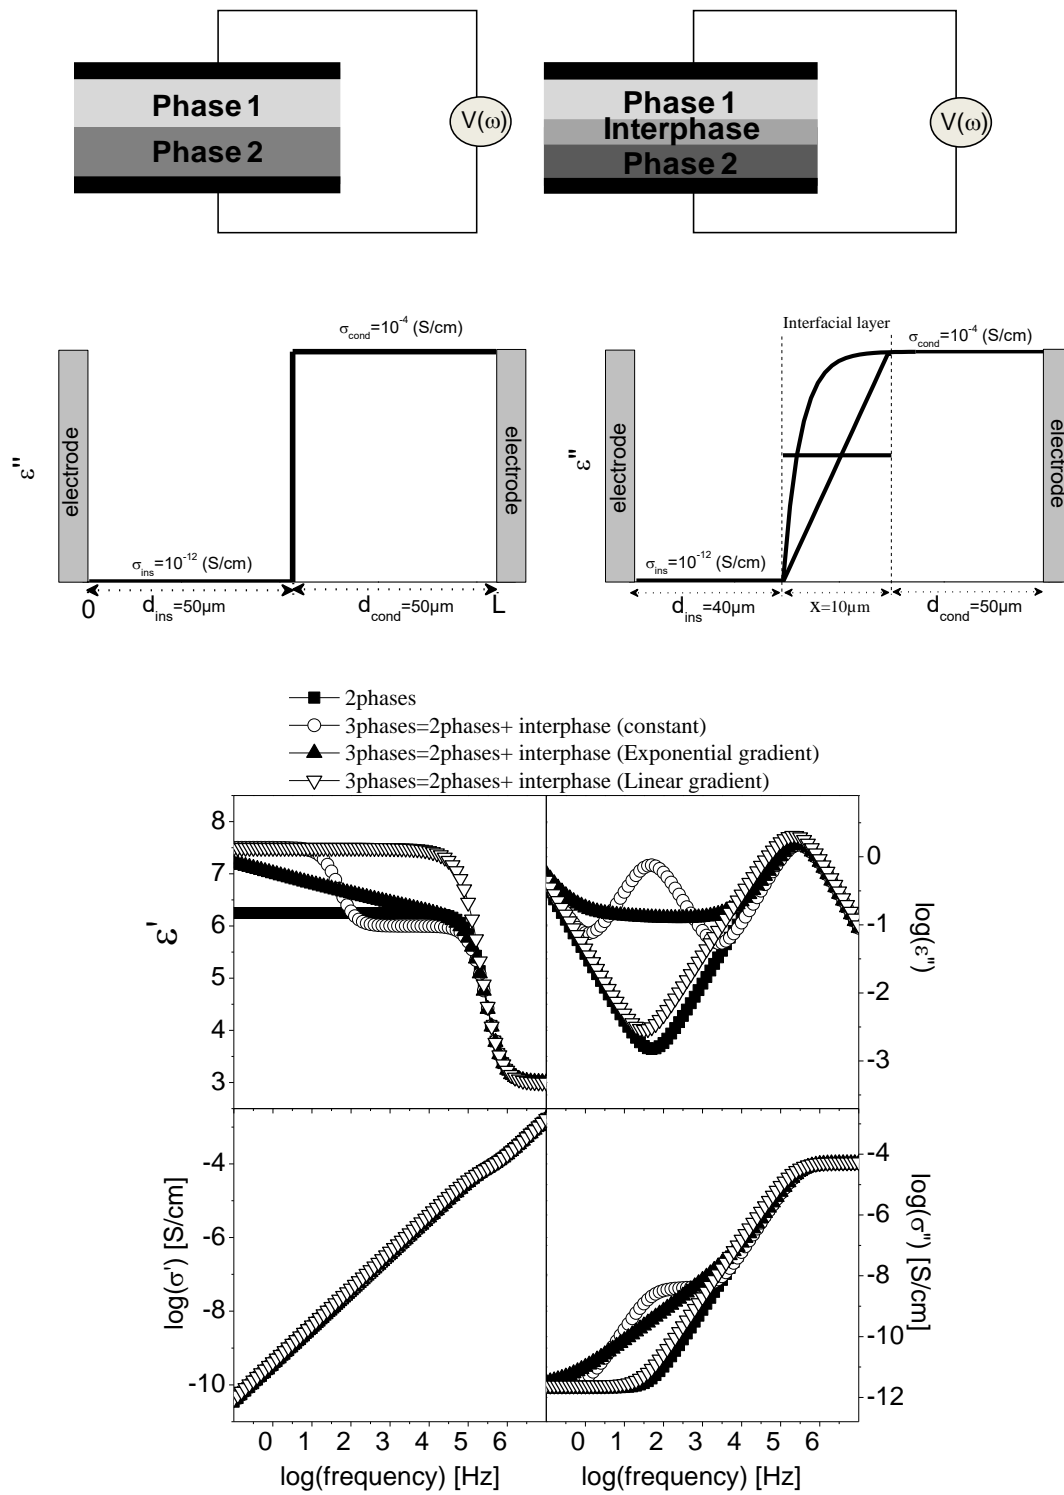 Phase 1
Phase 2
V(ω)
Phase 1
Interphase
Phase 2
V(ω)
σcond=10-4 (S/cm)
ε"
electrode
electrode
σins=10-12 (S/cm)
0
dins=50µm
dcond=50µm
L
Interfacial layer
σcond=10-4 (S/cm)
ε"
electrode
electrode
σins=10-12 (S/cm)
dins=40µm
X=10µm
dcond=50µm
2phases
3phases=2phases+ interphase (constant)
3phases=2phases+ interphase (Exponential gradient)
3phases=2phases+ interphase (Linear gradient)
8
7
6
5
4
3
ε'
0
-1
-2
-3
log(ε")
-4
-6
-8
-10
log(σ') [S/cm]
-4
-6
-8
-10
-12
log(σ") [S/cm]
0 1 2 3 4 5 6
0 1 2 3 4 5 6
log(frequency) [Hz]
log(frequency) [Hz]